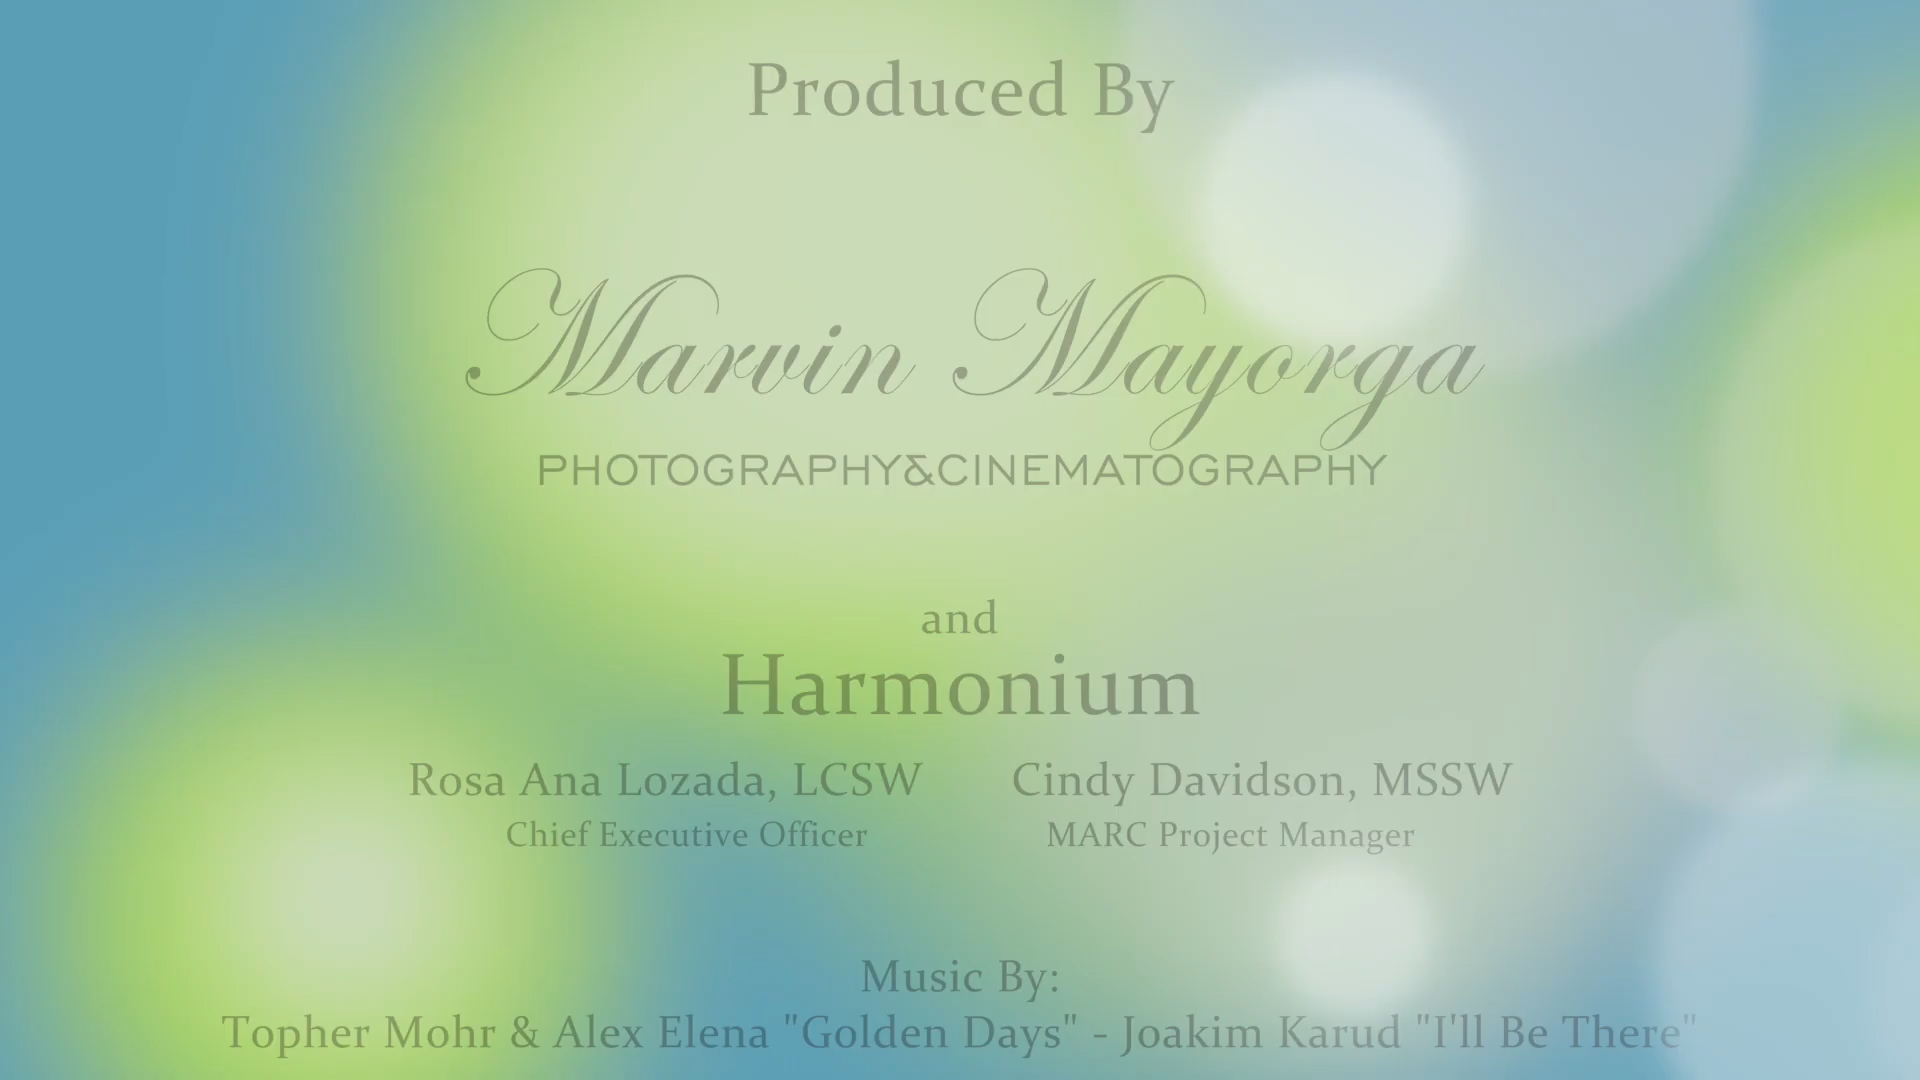 Produced By
Marvin Mayorga
PHOTOGRAPHY&CINEMATOGRAPHY
and
Harmonium
Rosa Ana Lozada, LCSW Cindy Davidson, MSSW
Chief Executive Officer MARC Project Manager
Music By:
Topher Mohr & Alex Elena "Golden Days" - Joakim Karud "I'll Be There"